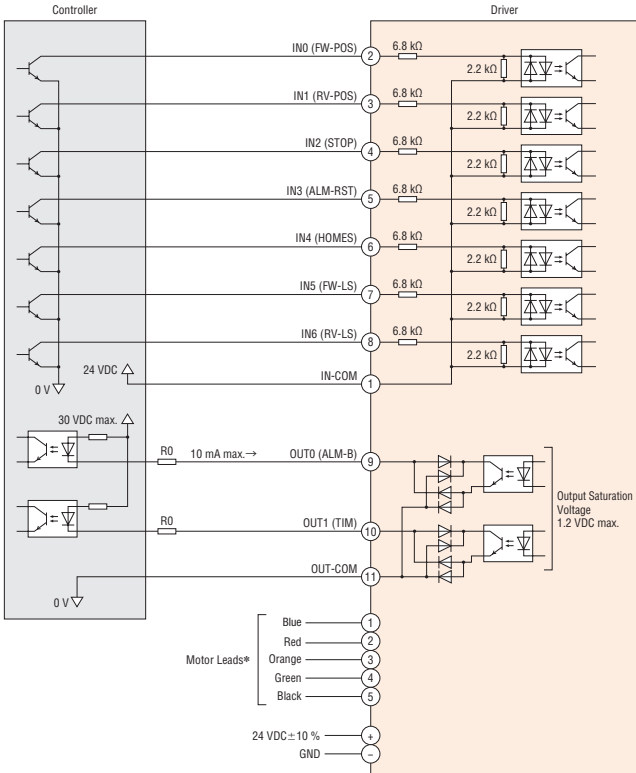 Controller
Driver
IN0 (FW-POS)
2
6.8 kΩ
2.2 kΩ
IN1 (RV-POS)
3
6.8 kΩ
2.2 kΩ
IN2 (STOP)
4
6.8 kΩ
2.2 kΩ
IN3 (ALM-RST)
5
6.8 kΩ
2.2 kΩ
IN4 (HOMES)
6
6.8 kΩ
2.2 kΩ
IN5 (FW-LS)
7
6.8 kΩ
2.2 kΩ
IN6 (RV-LS)
8
6.8 kΩ
2.2 kΩ
24 VDC
IN-COM
1
0 V
30 VDC max.
R0
10 mA max.→
OUT0 (ALM-B)
9
Output Saturation
Voltage
1.2 VDC max.
R0
OUT1 (TIM)
10
OUT-COM
11
0 V
Motor Leads*
Blue
1
Red
2
Orange
3
Green
4
Black
5
24 VDC±10 %
+
GND
−